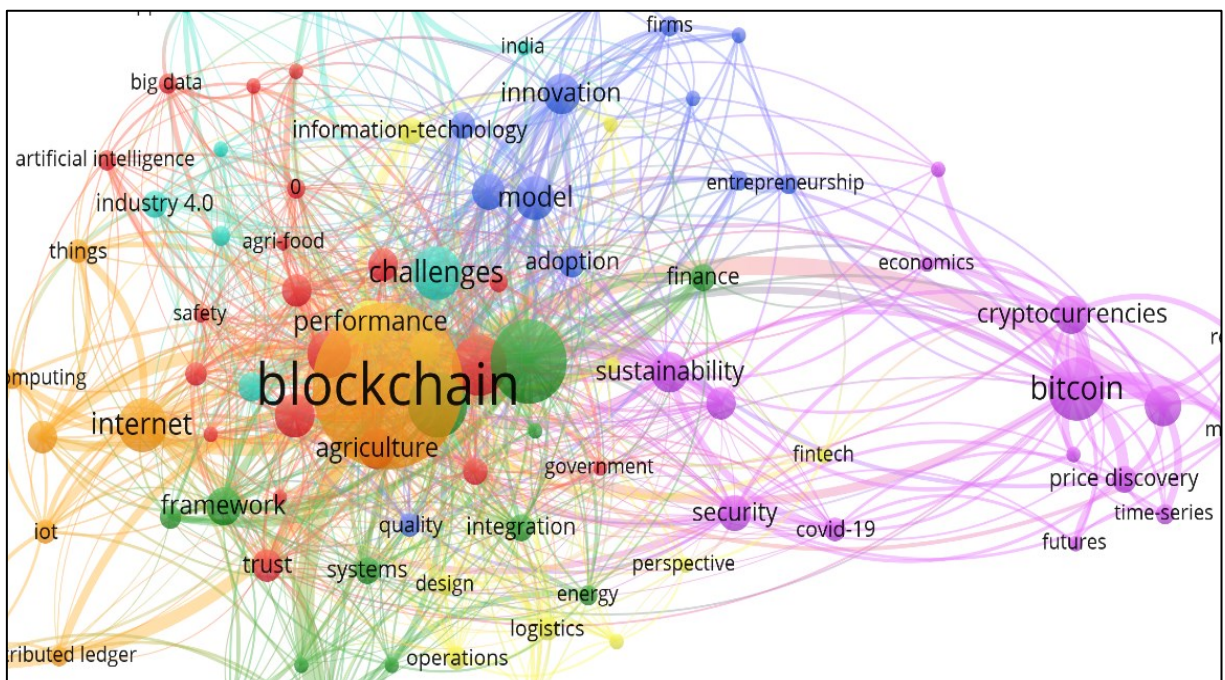 firms
india
big data
innovation
information-technology
artificial intelligence
0
entrepreneurship
model
industry 4.0
agri-food
things
adoption
economics
challenges
finance
safety
cryptocurrencies
performance
omputing
sustainability
blockchain
bitcoin
internet
agriculture
fintech
government
price discovery
framework
security
time-series
iot
quality
integration
covid-19
futures
trust
systems
design
perspective
energy
logistics
tributed ledger
operations